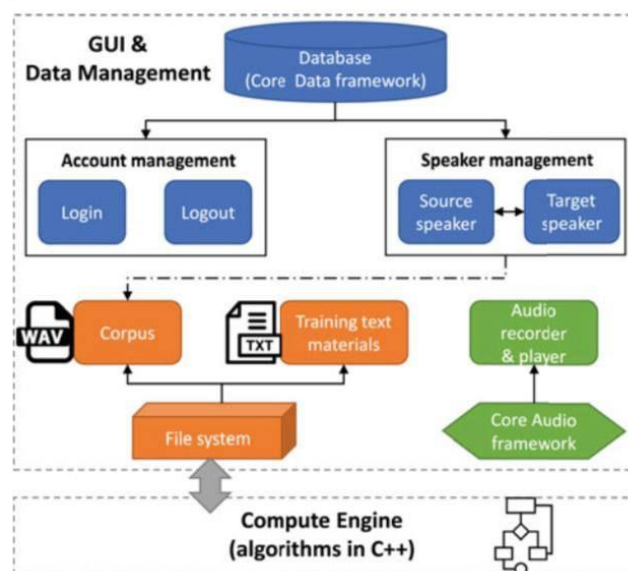 GUI &
Data Management
Database
(Core Data framework)
Account management
Login
Logout
Speaker management
Source
speaker
Target
speaker
WAV
Corpus
TXT
Training text
materials
Audio
recorder
& player
File system
Core Audio
framework
Compute Engine
(algorithms in C++)